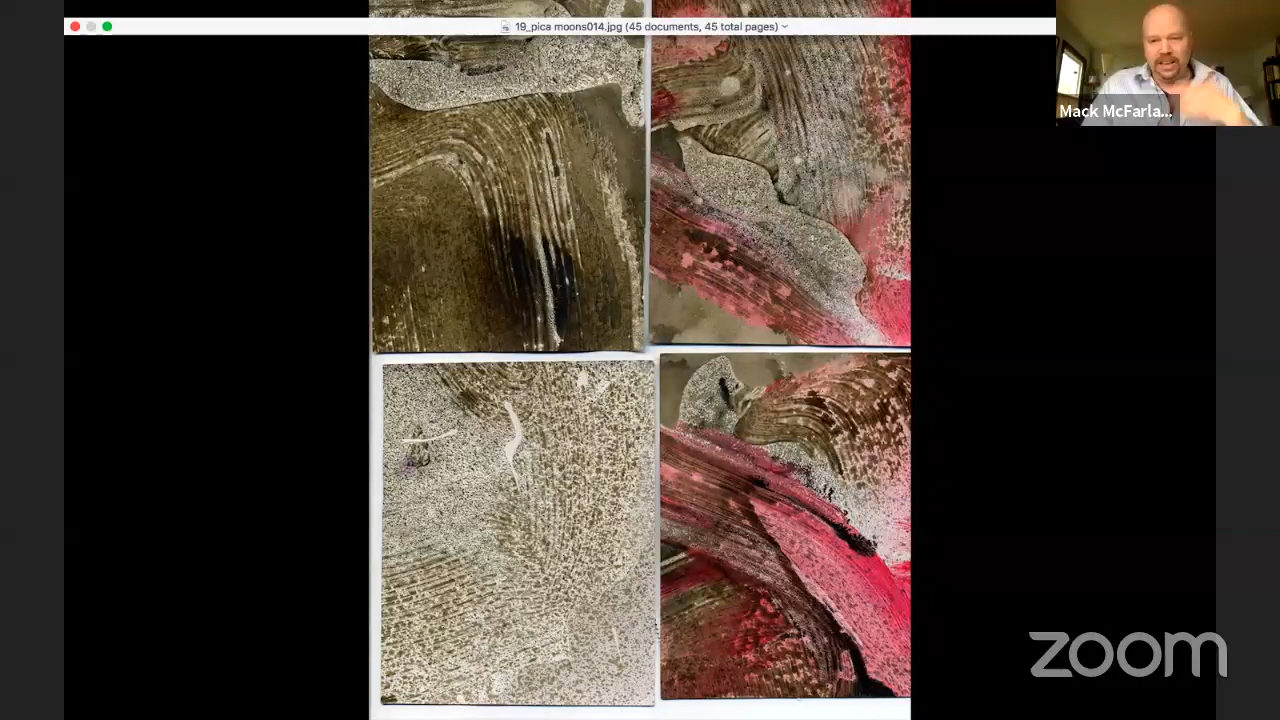 19_pica moons014.jpg (45 documents, 45 total pages)
Mack McFarla...
zoom